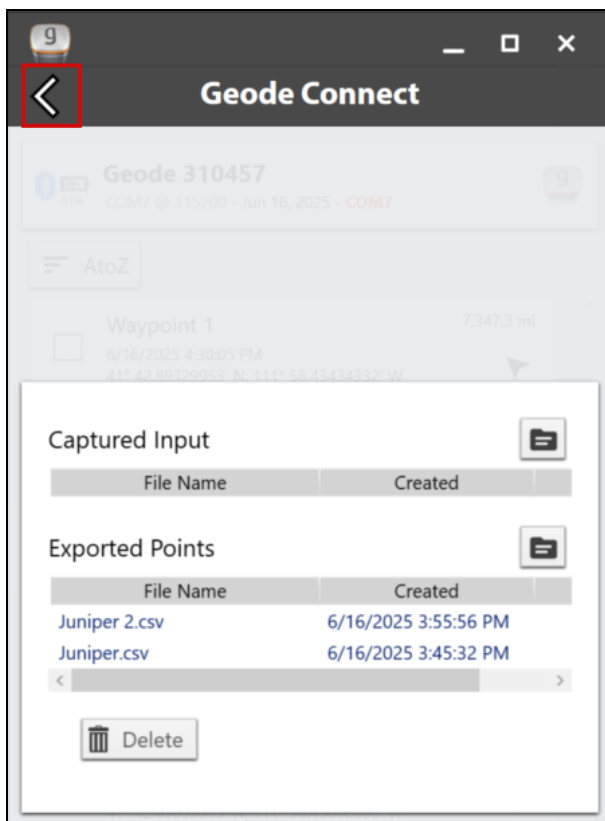 g
Geode Connect
Geode 310457
51%
COM7 @ 115200 - Jun 16, 2025 - COM7
g
AtoZ
Waypoint 1
7,347.3 mi
6/16/2025 4:30:05 PM
41° 42.89329953' N, 111° 58.43434332' W
Captured Input
File Name Created
Exported Points
File Name Created
Juniper 2.csv 6/16/2025 3:55:56 PM
Juniper.csv 6/16/2025 3:45:32 PM
Delete